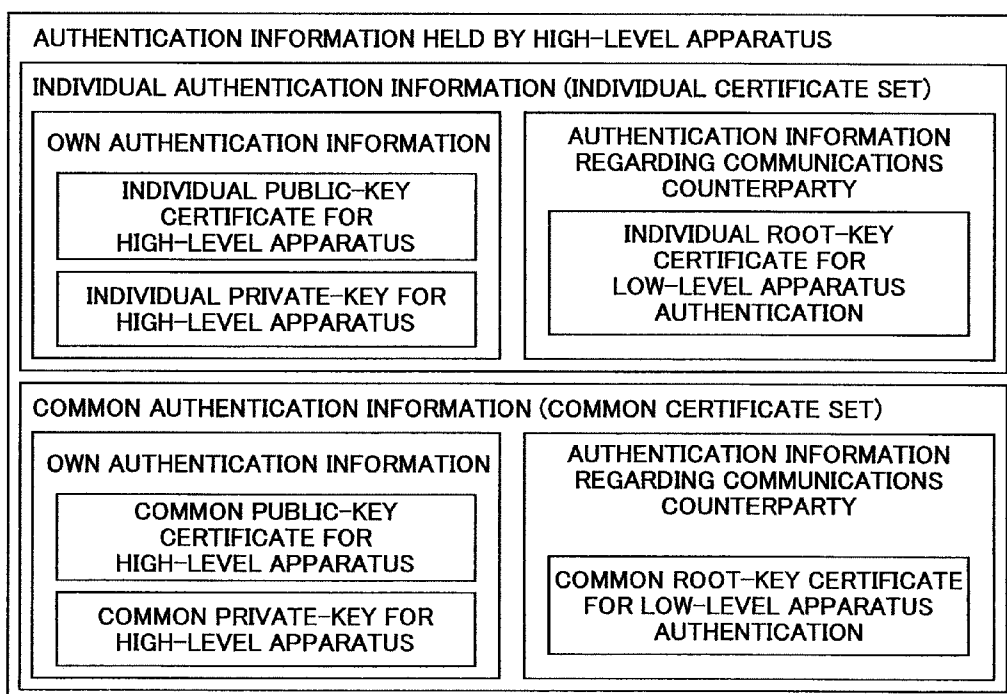 AUTHENTICATION INFORMATION HELD BY HIGH-LEVEL APPARATUS
INDIVIDUAL AUTHENTICATION INFORMATION (INDIVIDUAL CERTIFICATE SET)
OWN AUTHENTICATION INFORMATION
INDIVIDUAL PUBLIC-KEY
CERTIFICATE FOR
HIGH-LEVEL APPARATUS
INDIVIDUAL PRIVATE-KEY FOR
HIGH-LEVEL APPARATUS
AUTHENTICATION INFORMATION
REGARDING COMMUNICATIONS
COUNTERPARTY
INDIVIDUAL ROOT-KEY
CERTIFICATE FOR
LOW-LEVEL APPARATUS
AUTHENTICATION
COMMON AUTHENTICATION INFORMATION (COMMON CERTIFICATE SET)
OWN AUTHENTICATION INFORMATION
COMMON PUBLIC-KEY
CERTIFICATE FOR
HIGH-LEVEL APPARATUS
COMMON PRIVATE-KEY FOR
HIGH-LEVEL APPARATUS
AUTHENTICATION INFORMATION
REGARDING COMMUNICATIONS
COUNTERPARTY
COMMON ROOT-KEY CERTIFICATE
FOR LOW-LEVEL APPARATUS
AUTHENTICATION